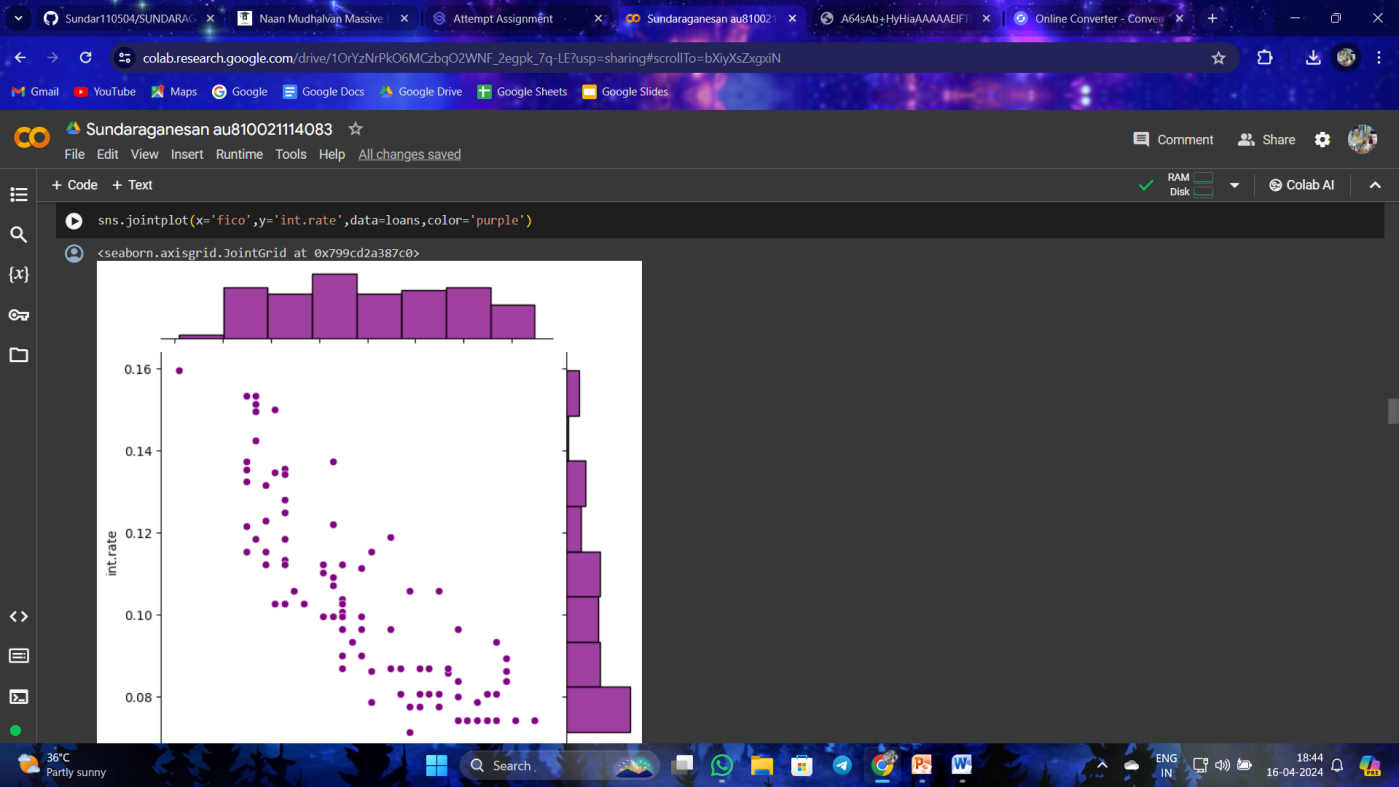 Sundar110504/SUNDARAG
Naan Mudhalvan Massive
Attempt Assignment
Sundaraganesan au810021
A64sAb+HyHiaAAAAAElFT
Online Converter - Conver
colab.research.google.com/drive/1OrYzNrPkO6MCzbqO2WNF_2egpk_7q-LE?usp=sharing#scrollTo=bXiyXsZxgxiN
Gmail YouTube Maps Google Google Docs Google Drive Google Sheets Google Slides
Sundaraganesan au810021114083
Comment Share
File Edit View Insert Runtime Tools Help All changes saved
+ Code + Text
RAM
Disk
Colab AI
sns.jointplot(x='fico',y='int.rate',data=loans,color='purple')
<seaborn.axisgrid.JointGrid at 0x799cd2a387c0>
{x}
0.16
0.14
0.12
int.rate
0.10
0.08
36°C
Partly sunny
Search
ENG
IN
18:44
16-04-2024
PRE